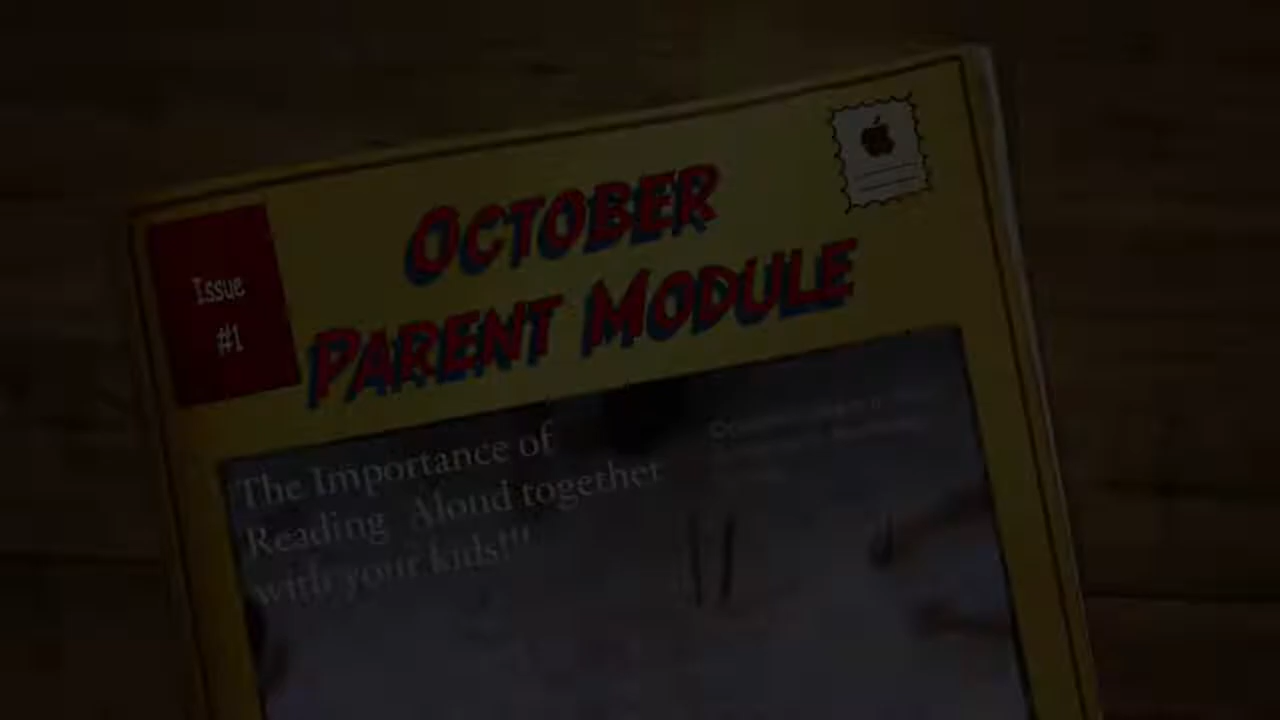 OCTOBER
PARENT MODULE
Issue
#1
The Importance of
Reading Aloud together
with your kids!!!